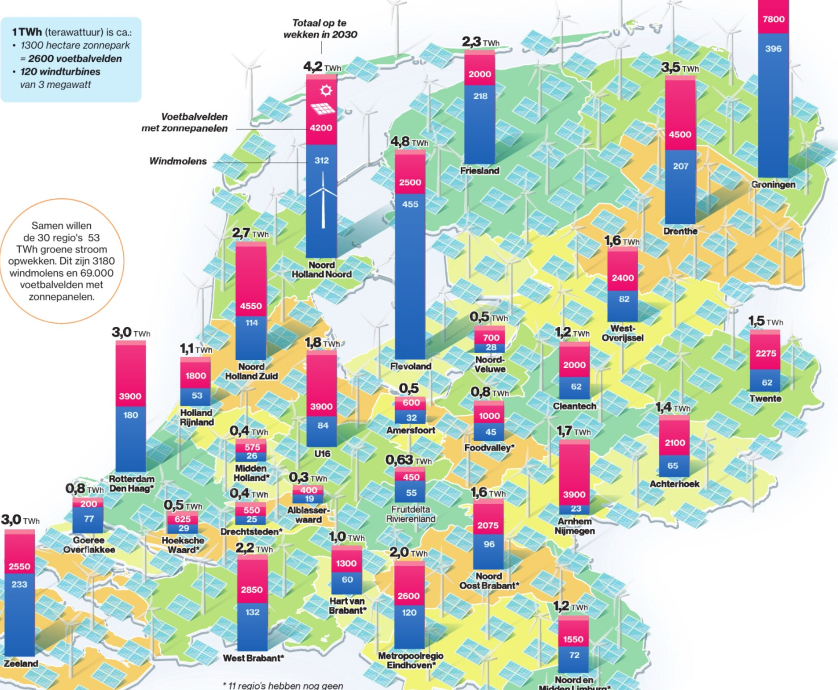 1 TWh (terawattuur) is ca.:
• 1300 hectare zonnepark
= 2600 voetbalvelden
• 120 windturbines
van 3 megawatt
Totaal op te
wekken in 2030
4,2 TWh
4200
312
Noord
Holland Noord
Voetbalvelden
met zonnepanelen
Windmolens
2,3 TWh
2000
218
Friesland
3,5 TWh
4500
207
Drenthe
7800
396
Groningen
4,8 TWh
2500
455
Flevoland
Samen willen
de 30 regio's 53
TWh groene stroom
opwekken. Dit zijn 3180
windmolens en 69.000
voetbalvelden met
zonnepanelen.
2,7 TWh
4550
114
Noord
Holland Zuid
1,6 TWh
2400
82
West-
Overijssel
3,0 TWh
3900
180
Rotterdam
Den Haag*
1,1 TWh
1800
53
Holland
Rijnland
1,8 TWh
3900
84
U16
0,5 TWh
700
28
Noord-
Veluwe
1,2 TWh
2000
62
Cleantech
1,5 TWh
2275
62
Twente
0,4 TWh
575
26
Midden
Holland*
0,5
600
32
Amersfoort
0,8 TWh
1000
45
Foodvalley*
1,7 TWh
3900
23
Arnhem
Nijmegen
1,4 TWh
2100
65
Achterhoek
0,8 TWh
200
77
Goeree
Overflakkee
0,5 TWh
625
29
Hoeksche
Waard*
0,4 TWh
550
25
Drechtsteden*
0,3 TWh
400
19
Alblasser-
waard
0,63 TWh
450
55
Fruitdelta
Rivierenland
1,6 TWh
2075
96
Noord
Oost Brabant*
3,0 TWh
2550
233
Zeeland
2,2 TWh
2850
132
West Brabant*
1,0 TWh
1300
60
Hart van
Brabant*
2,0 TWh
2600
120
Metropoolregio
Eindhoven*
1,2 TWh
1550
72
Noord en
Midden Limburg*
* 11 regio's hebben nog geen